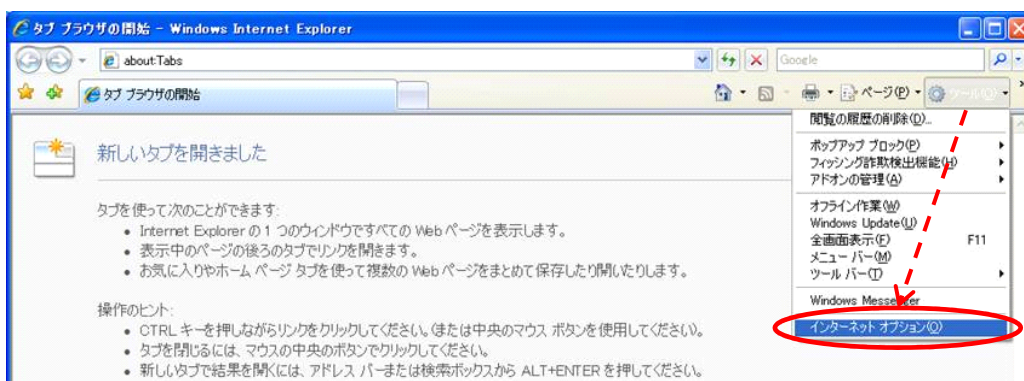 タブ ブラウザの開始 - Windows Internet Explorer
about:Tabs
Google
タブ ブラウザの開始
ページ(P)
ツール(O)
新しいタブを開きました
タブを使って次のことができます:
• Internet Explorer の 1 つのウィンドウですべての Web ページを表示します。
• 表示中のページの後ろのタブでリンクを開きます。
• お気に入りやホーム ページ タブを使って複数の Web ページをまとめて保存したり開いたりします。
操作のヒント:
• CTRL キーを押しながらリンクをクリックしてください。(または中央のマウス ボタンを使用してください)。
• タブを閉じるには、マウスの中央のボタンでクリックしてください。
• 新しいタブで結果を開くには、アドレス バーまたは検索ボックスから ALT+ENTER を押してください。
閲覧の履歴の削除(D)...
ポップアップ ブロック(P)
フィッシング詐欺検出機能(H)
アドオンの管理(A)
オフライン作業(W)
Windows Update(U)
全画面表示(F) F11
メニュー バー(M)
ツール バー(T)
Windows Messenger
インターネット オプション(O)